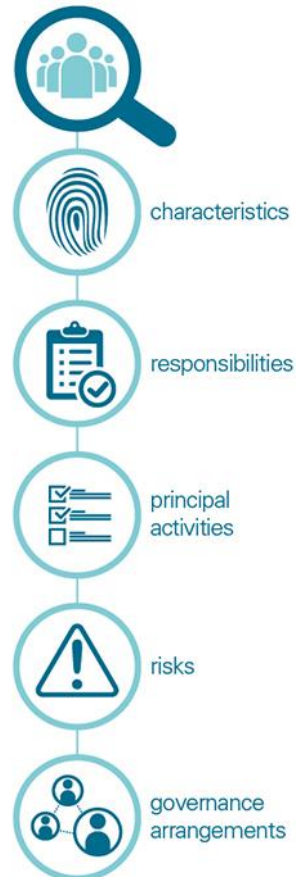 characteristics
responsibilities
principal
activities
risks
governance
arrangements